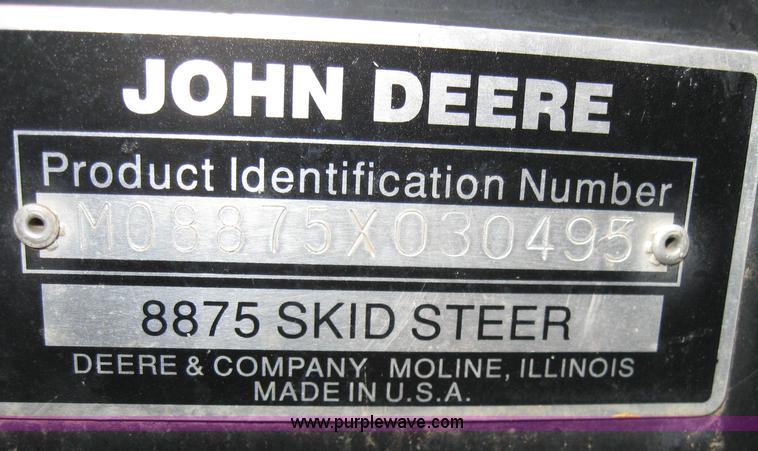 JOHN DEERE
Product Identification Number
M08875X030495
8875 SKID STEER
DEERE & COMPANY MOLINE, ILLINOIS
MADE IN U.S.A.
www.purplewave.com